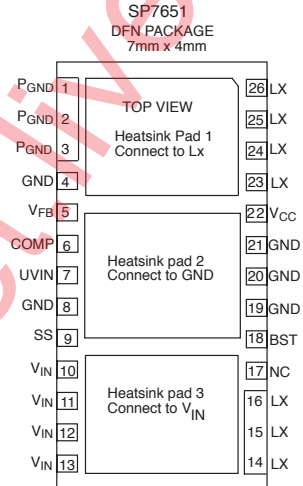 SP7651
DFN PACKAGE
7mm x 4mm
TOP VIEW
Heatsink Pad 1
Connect to Lx
Heatsink pad 2
Connect to GND
Heatsink pad 3
Connect to VIN
PGND 1
PGND 2
PGND 3
GND 4
VFB 5
COMP 6
UVIN 7
GND 8
SS 9
VIN 10
VIN 11
VIN 12
VIN 13
26 LX
25 LX
24 LX
23 LX
22 VCC
21 GND
20 GND
19 GND
18 BST
17 NC
16 LX
15 LX
14 LX